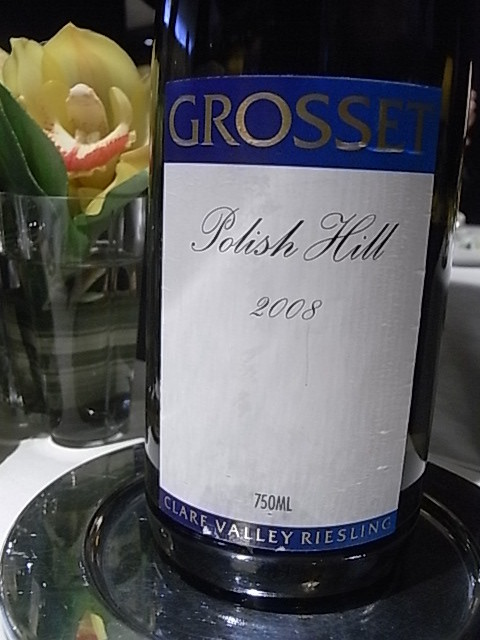 GROSSET
Polish Hill
2008
750ML
CLARE VALLEY RIESLING